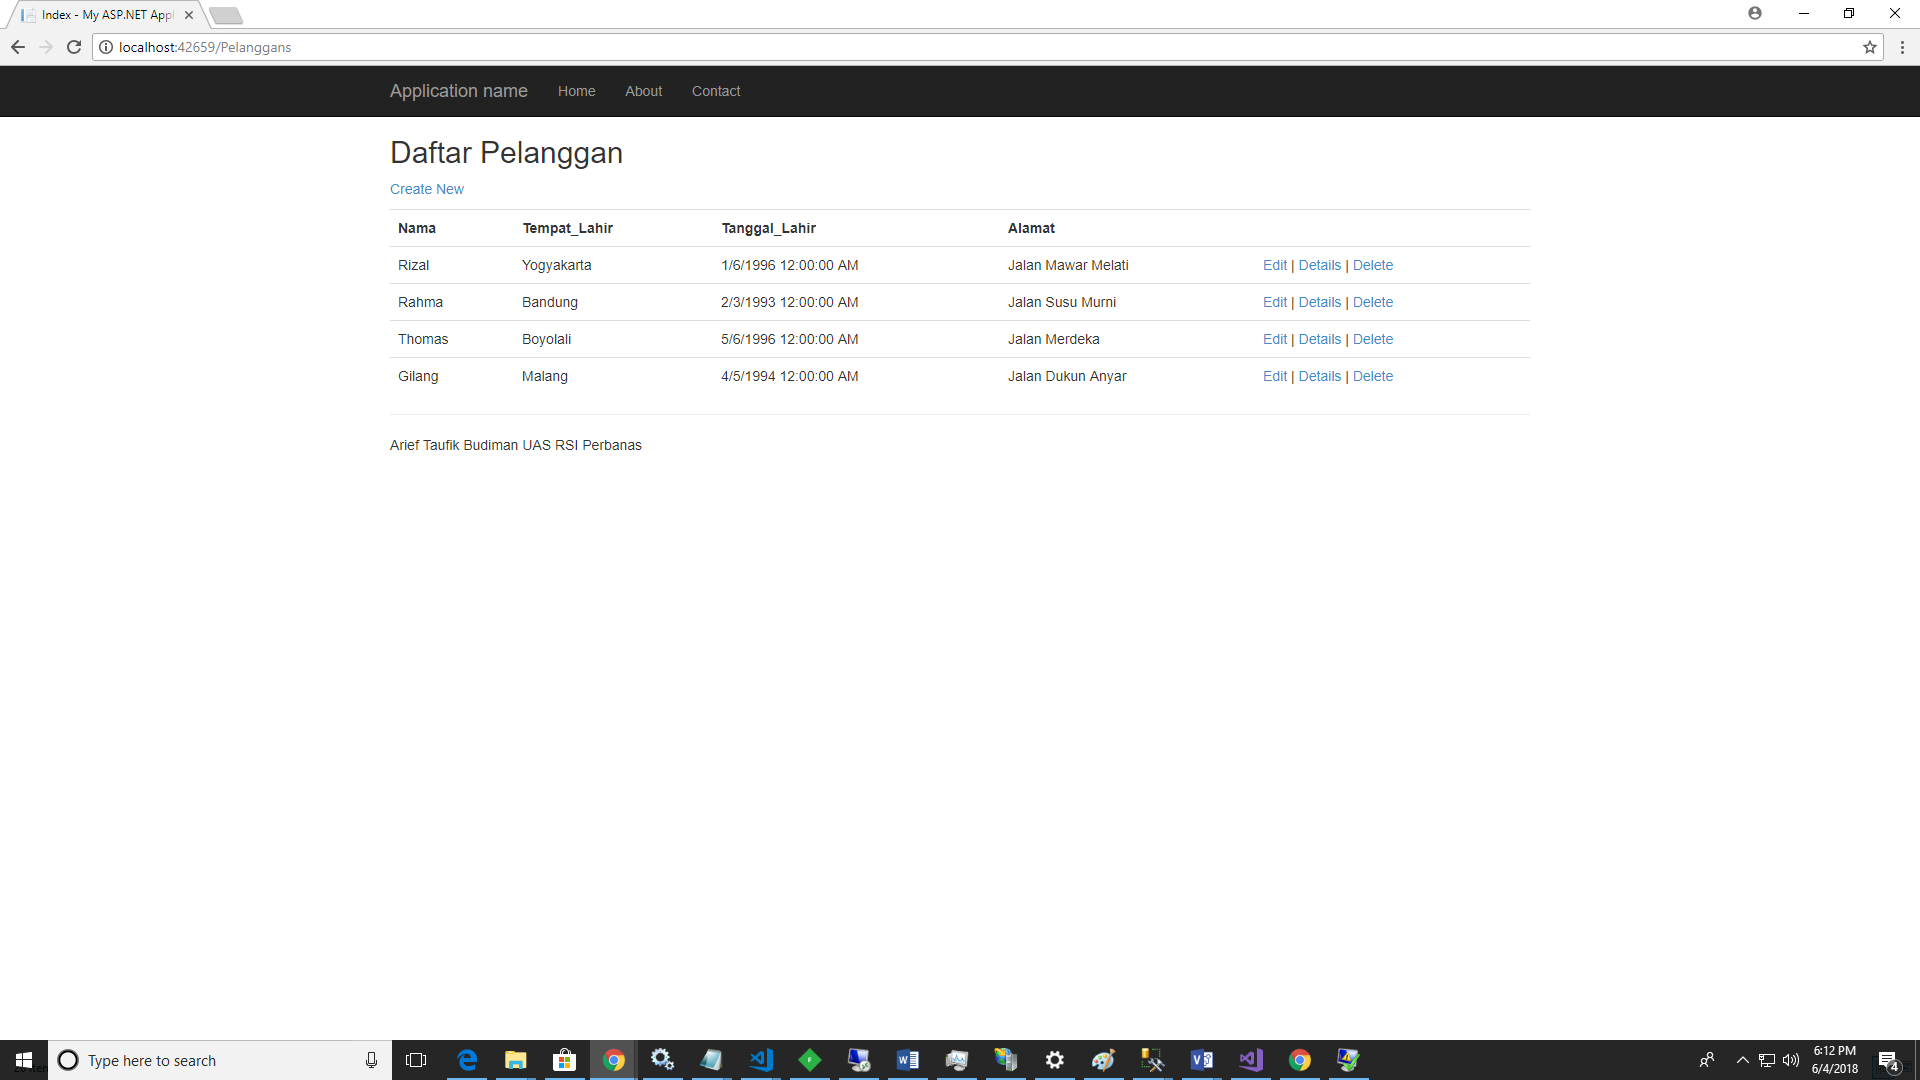 Index - My ASP.NET Appl
localhost:42659/Pelanggans
Application name Home About Contact
Daftar Pelanggan
Create New
Nama Tempat_Lahir Tanggal_Lahir Alamat
Rizal Yogyakarta 1/6/1996 12:00:00 AM Jalan Mawar Melati Edit | Details | Delete
Rahma Bandung 2/3/1993 12:00:00 AM Jalan Susu Murni Edit | Details | Delete
Thomas Boyolali 5/6/1996 12:00:00 AM Jalan Merdeka Edit | Details | Delete
Gilang Malang 4/5/1994 12:00:00 AM Jalan Dukun Anyar Edit | Details | Delete
Arief Taufik Budiman UAS RSI Perbanas
Type here to search
6:12 PM
6/4/2018
4